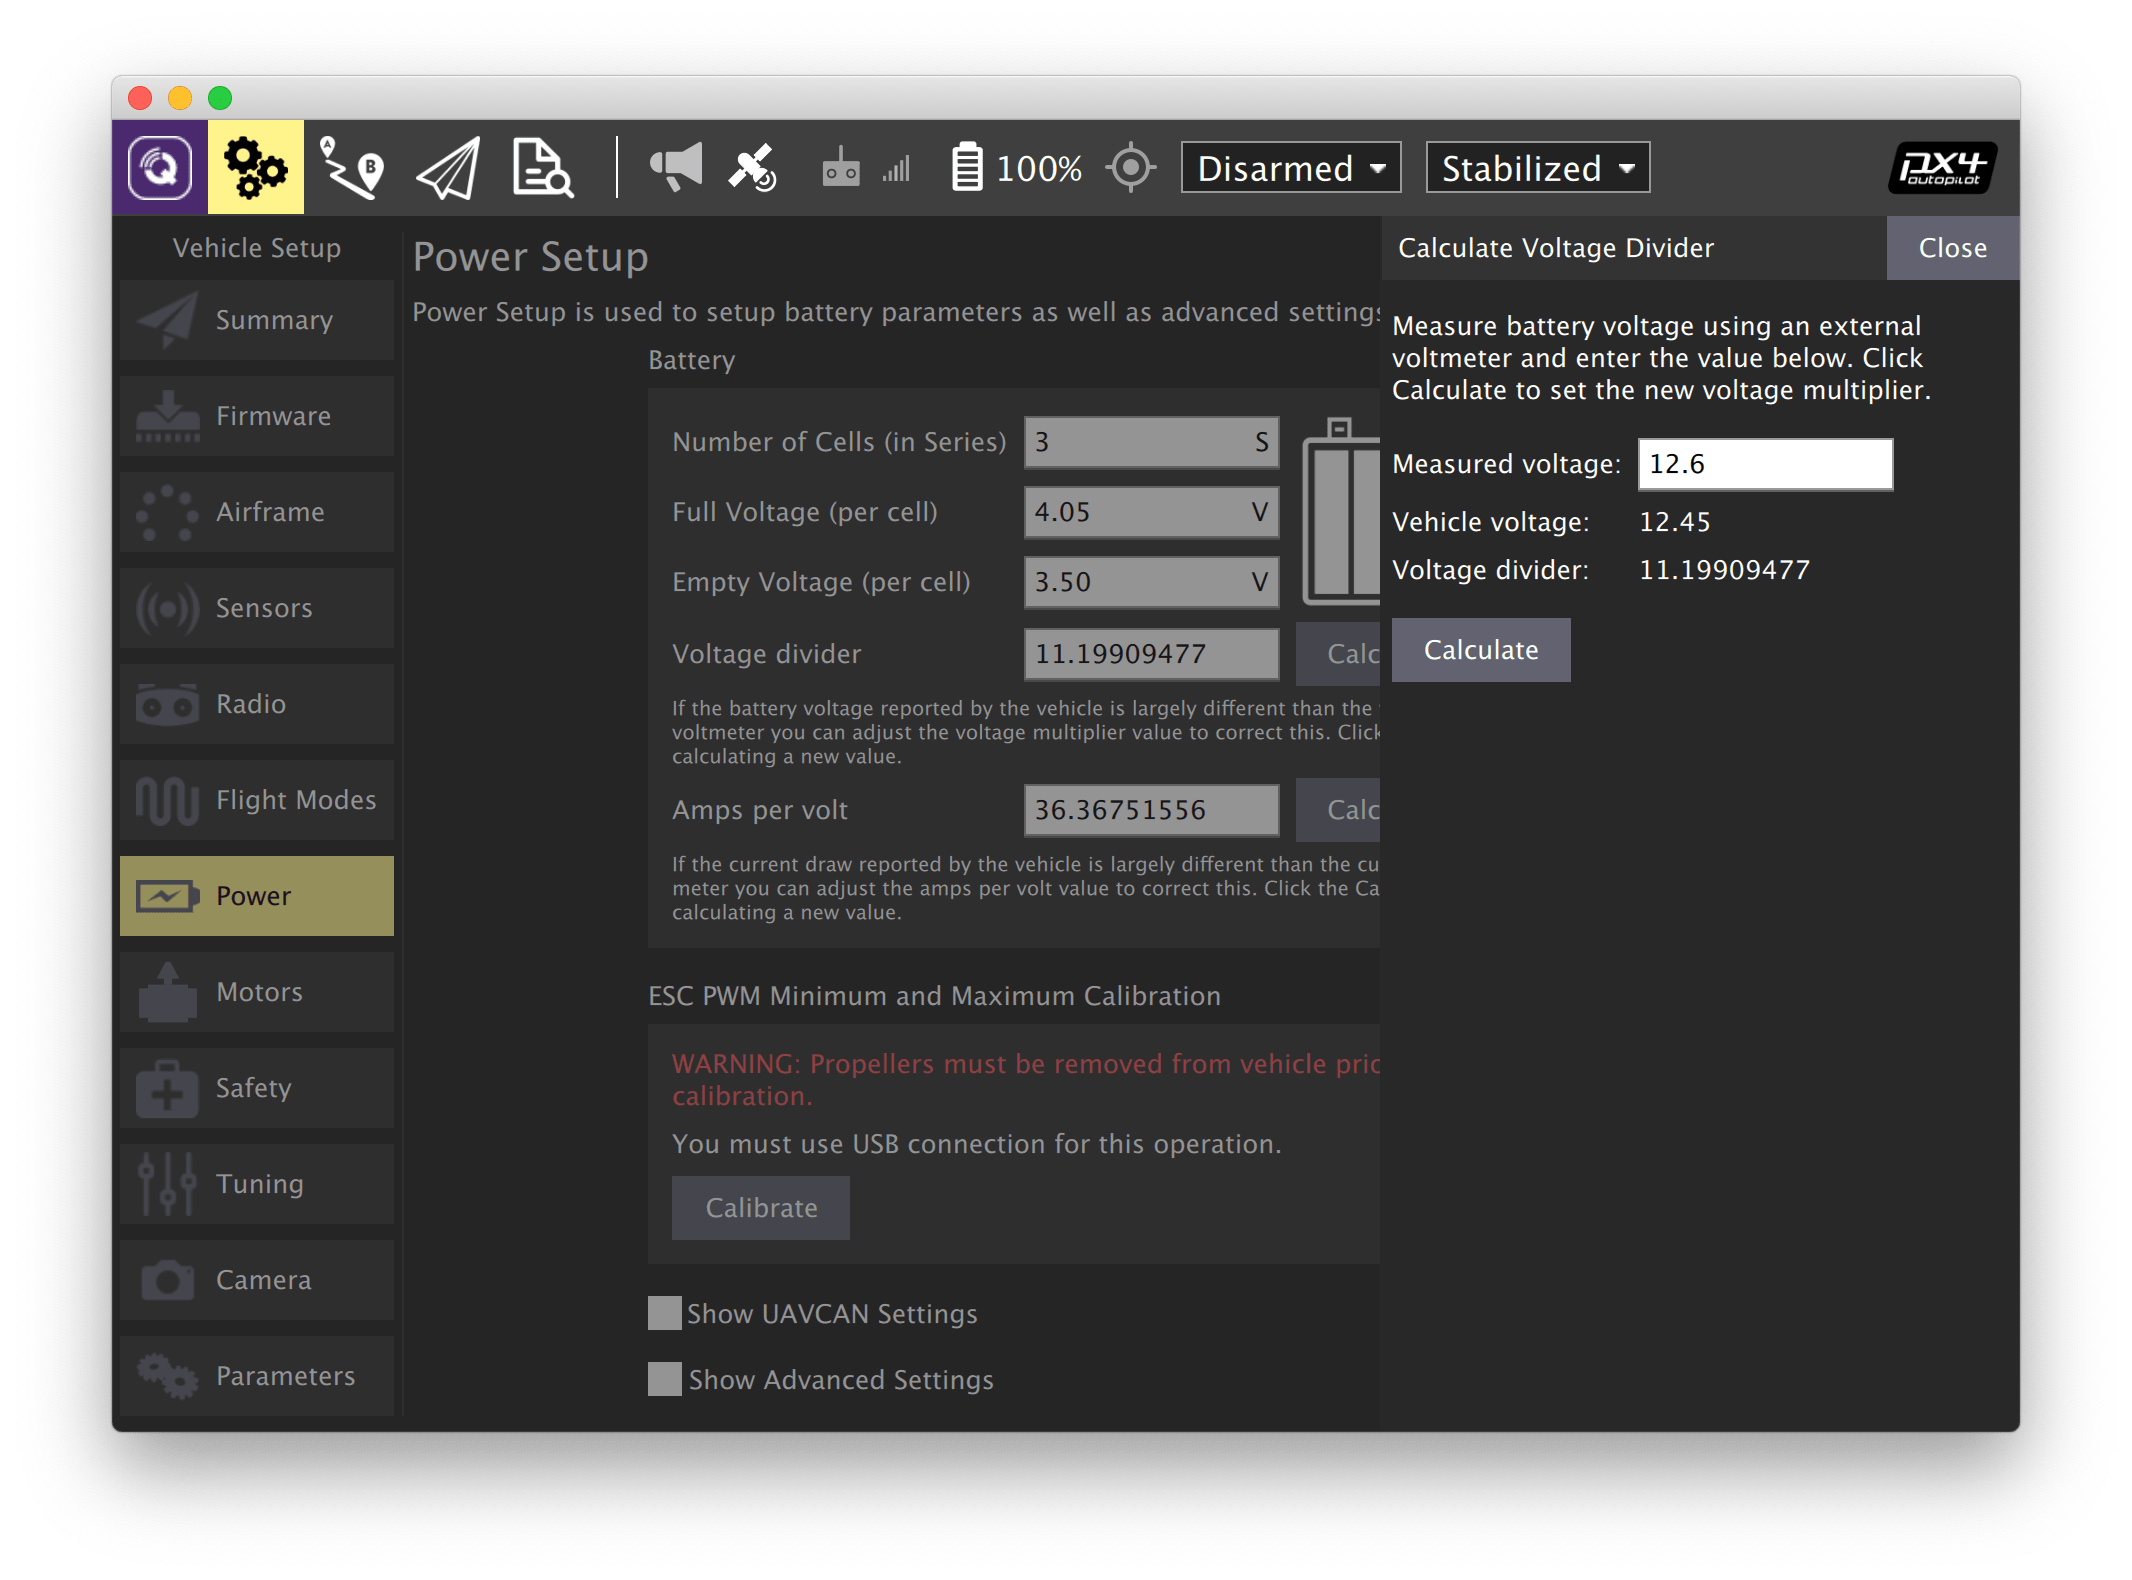 100%
Disarmed
Stabilized
px4
autopilot
Vehicle Setup
Summary
Firmware
Airframe
Sensors
Radio
Flight Modes
Power
Motors
Safety
Tuning
Camera
Parameters
Power Setup
Power Setup is used to setup battery parameters as well as advanced settings
Battery
Number of Cells (in Series) 3 S
Full Voltage (per cell) 4.05 V
Empty Voltage (per cell) 3.50 V
Voltage divider 11.19909477 Calc
If the battery voltage reported by the vehicle is largely different than the
voltmeter you can adjust the voltage multiplier value to correct this. Click
calculating a new value.
Amps per volt 36.36751556 Calc
If the current draw reported by the vehicle is largely different than the cu
meter you can adjust the amps per volt value to correct this. Click the Ca
calculating a new value.
ESC PWM Minimum and Maximum Calibration
WARNING: Propellers must be removed from vehicle pric
calibration.
You must use USB connection for this operation.
Calibrate
Show UAVCAN Settings
Show Advanced Settings
Calculate Voltage Divider
Close
Measure battery voltage using an external
voltmeter and enter the value below. Click
Calculate to set the new voltage multiplier.
Measured voltage: 12.6
Vehicle voltage: 12.45
Voltage divider: 11.19909477
Calculate